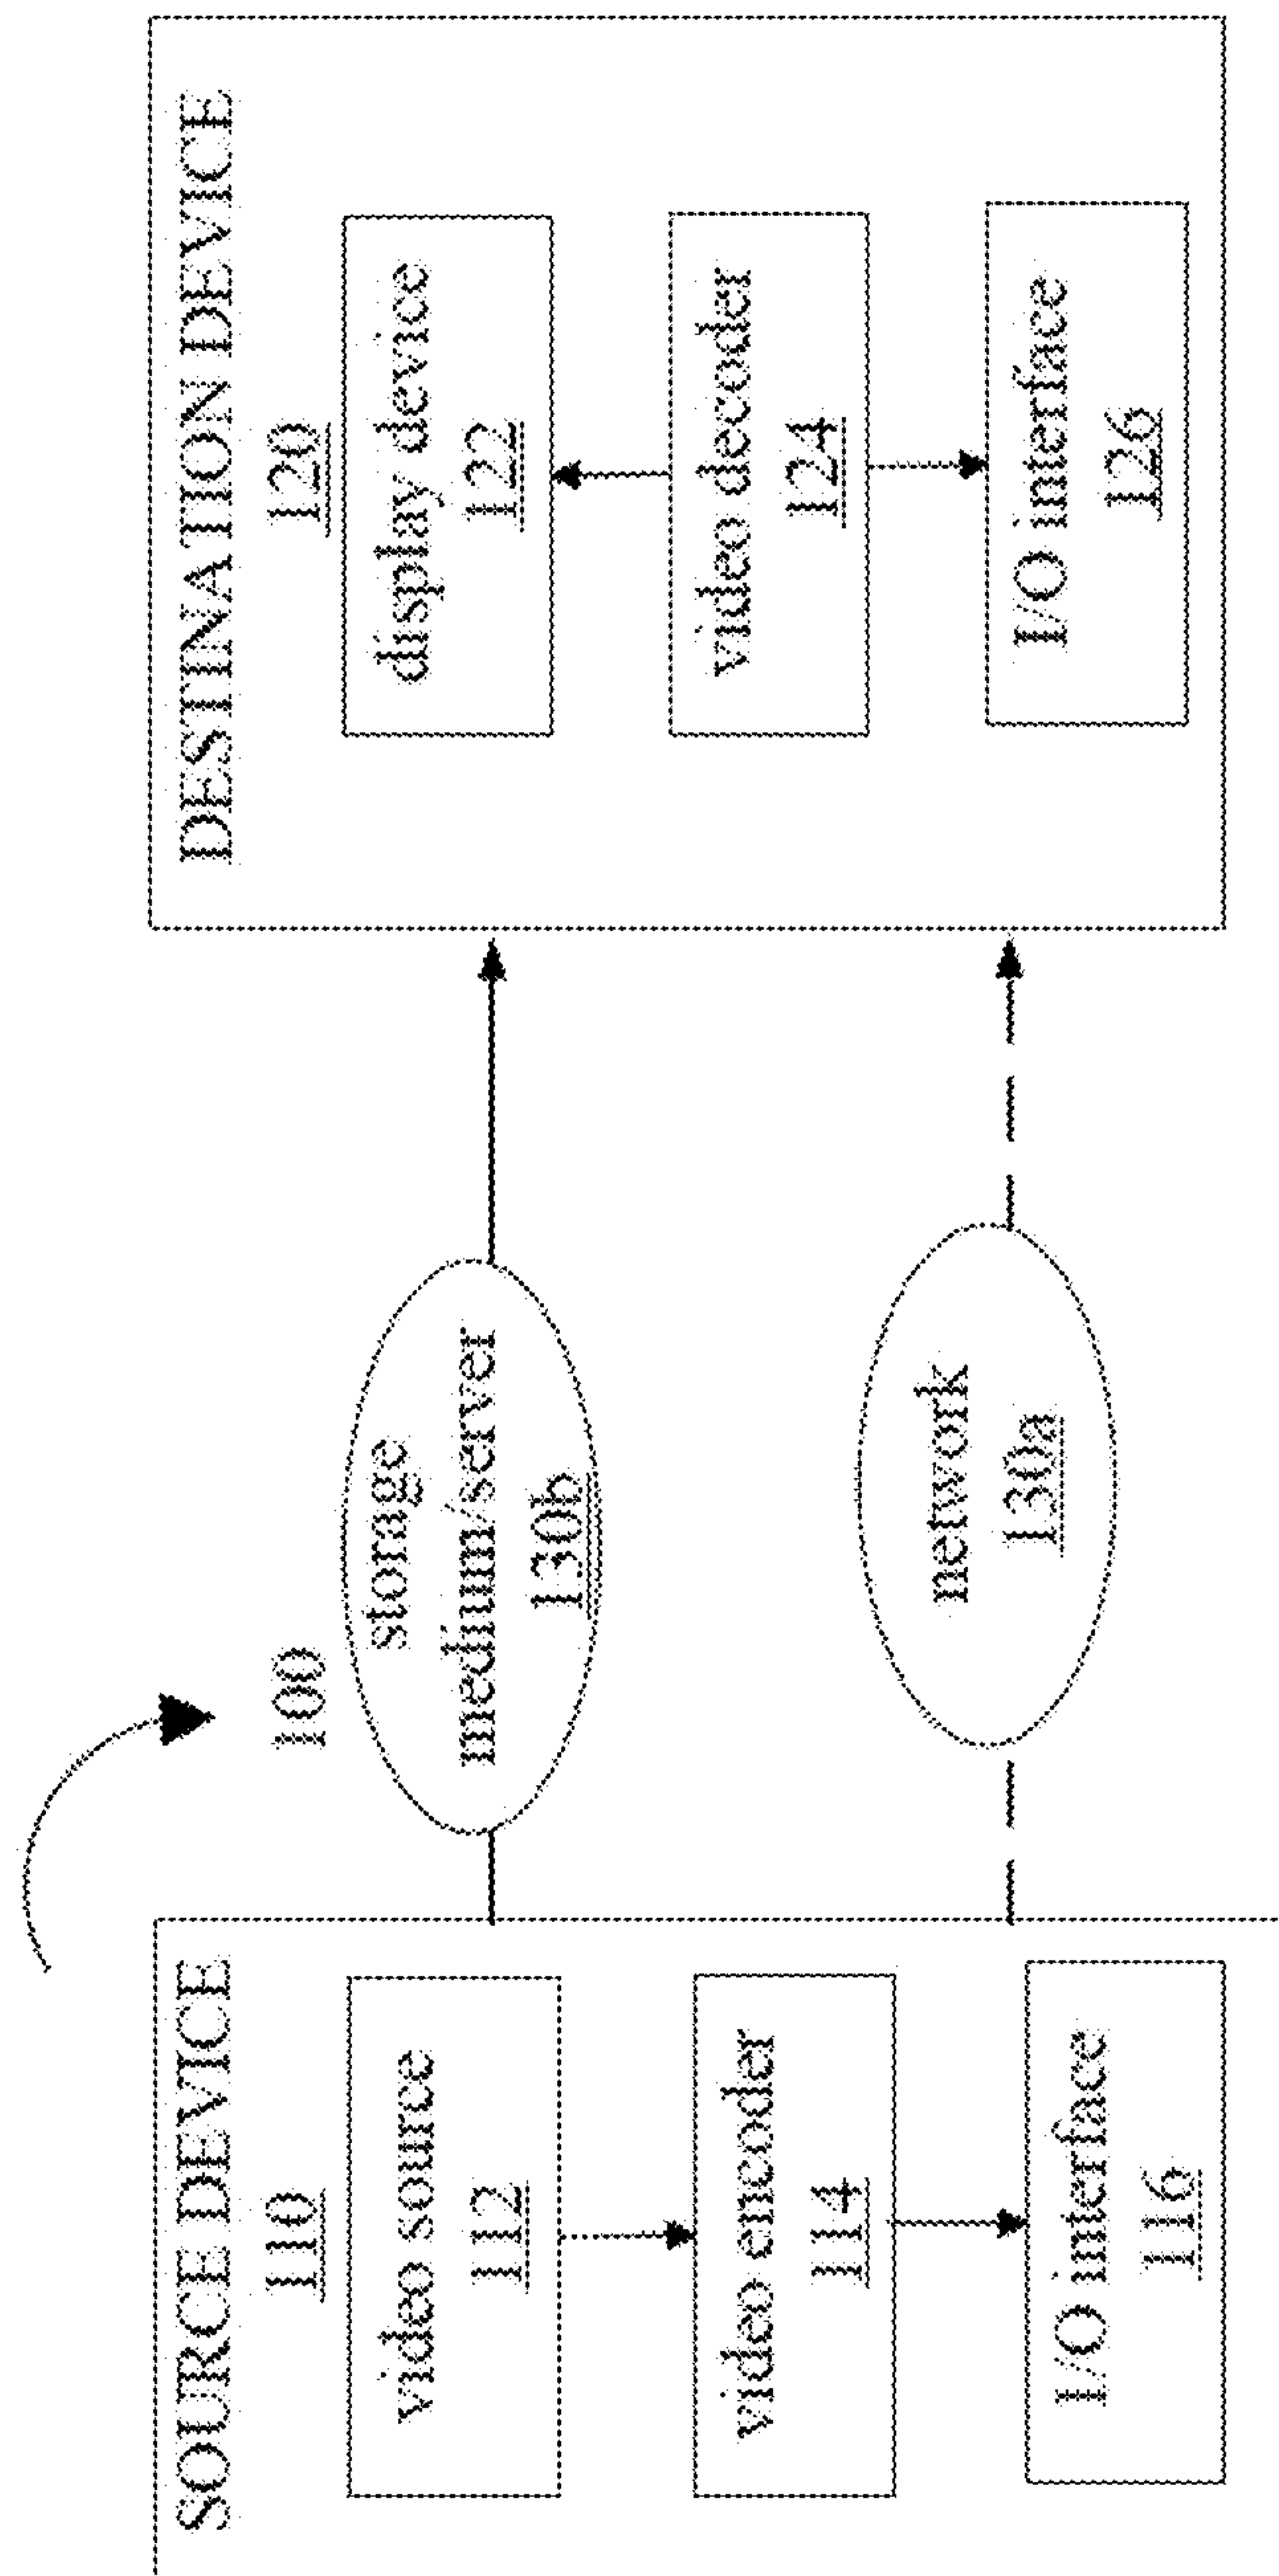 100
SOURCE DEVICE
110
video source
112
video encoder
114
I/O interface
116
storage
medium/server
130b
network
130a
DESTINATION DEVICE
120
display device
122
video decoder
124
I/O interface
126